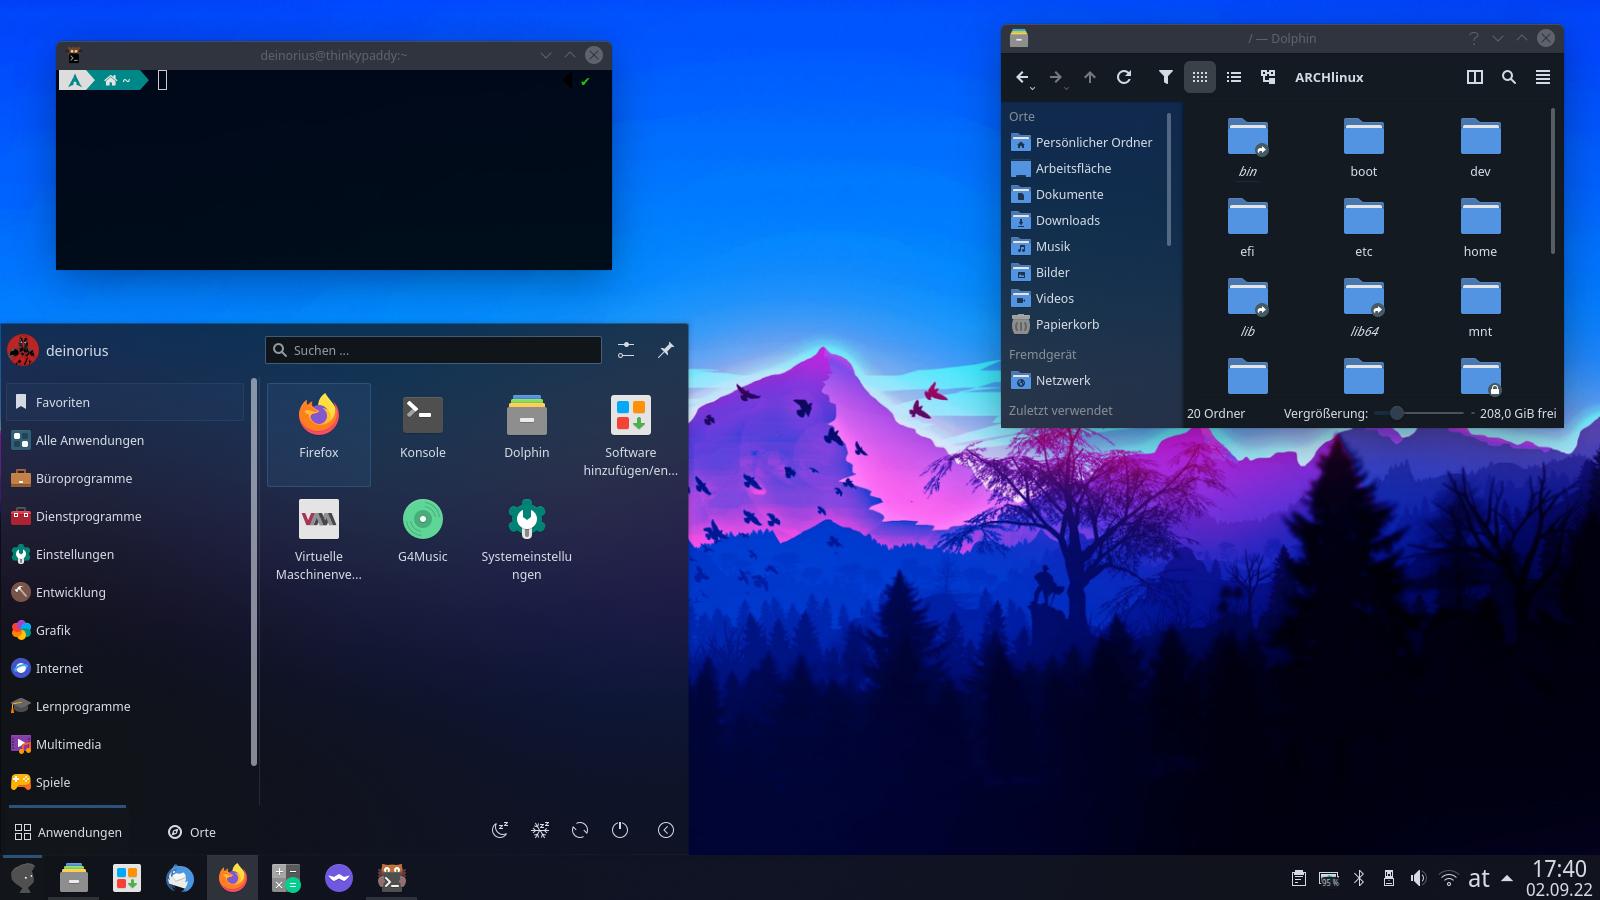 deinorius@thinkypaddy:~
~
/ — Dolphin
ARCHlinux
Orte
Persönlicher Ordner
Arbeitsfläche
Dokumente
Downloads
Musik
Bilder
Videos
Papierkorb
Fremdgerät
Netzwerk
Zuletzt verwendet
bin
boot
dev
efi
etc
home
lib
lib64
mnt
20 Ordner
Vergrößerung:
208,0 GiB frei
deinorius
Suchen ...
Favoriten
Alle Anwendungen
Büroprogramme
Dienstprogramme
Einstellungen
Entwicklung
Grafik
Internet
Lernprogramme
Multimedia
Spiele
Firefox
Konsole
Dolphin
Software
hinzufügen/en...
Virtuelle
Maschinenve...
G4Music
Systemeinstellu
ngen
Anwendungen
Orte
95 %
at
17:40
02.09.22